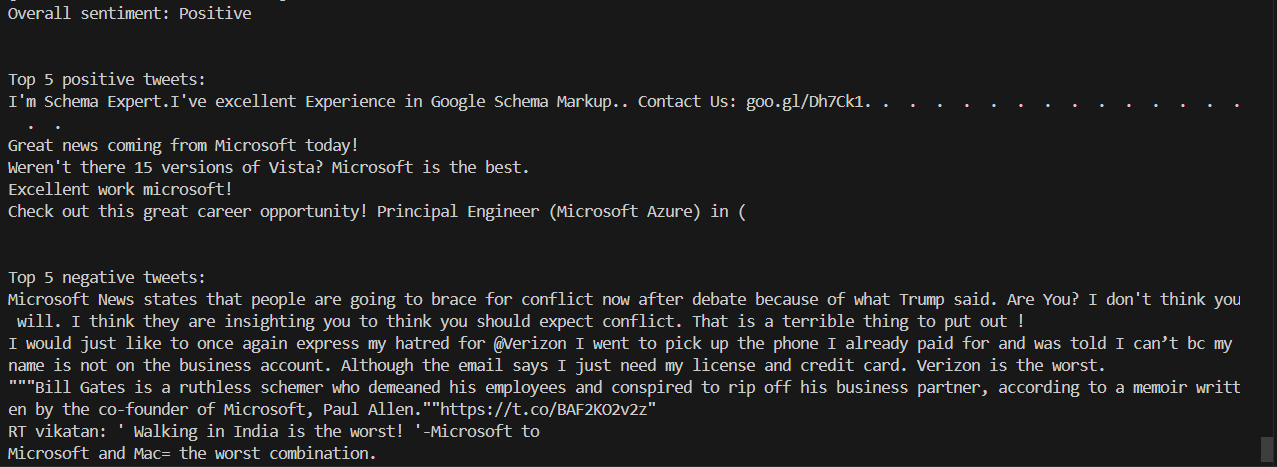 Overall sentiment: Positive
Top 5 positive tweets:
I'm Schema Expert.I've excellent Experience in Google Schema Markup.. Contact Us: goo.gl/Dh7Ck1. . . . . . . . . . . . . . .
. .
Great news coming from Microsoft today!
Weren't there 15 versions of Vista? Microsoft is the best.
Excellent work microsoft!
Check out this great career opportunity! Principal Engineer (Microsoft Azure) in (
Top 5 negative tweets:
Microsoft News states that people are going to brace for conflict now after debate because of what Trump said. Are You? I don't think you
will. I think they are insighting you to think you should expect conflict. That is a terrible thing to put out !
I would just like to once again express my hatred for @Verizon I went to pick up the phone I already paid for and was told I can’t bc my
name is not on the business account. Although the email says I just need my license and credit card. Verizon is the worst.
"""Bill Gates is a ruthless schemer who demeaned his employees and conspired to rip off his business partner, according to a memoir writt
en by the co-founder of Microsoft, Paul Allen.""https://t.co/BAF2KO2v2z"
RT vikatan: ' Walking in India is the worst! '-Microsoft to
Microsoft and Mac= the worst combination.